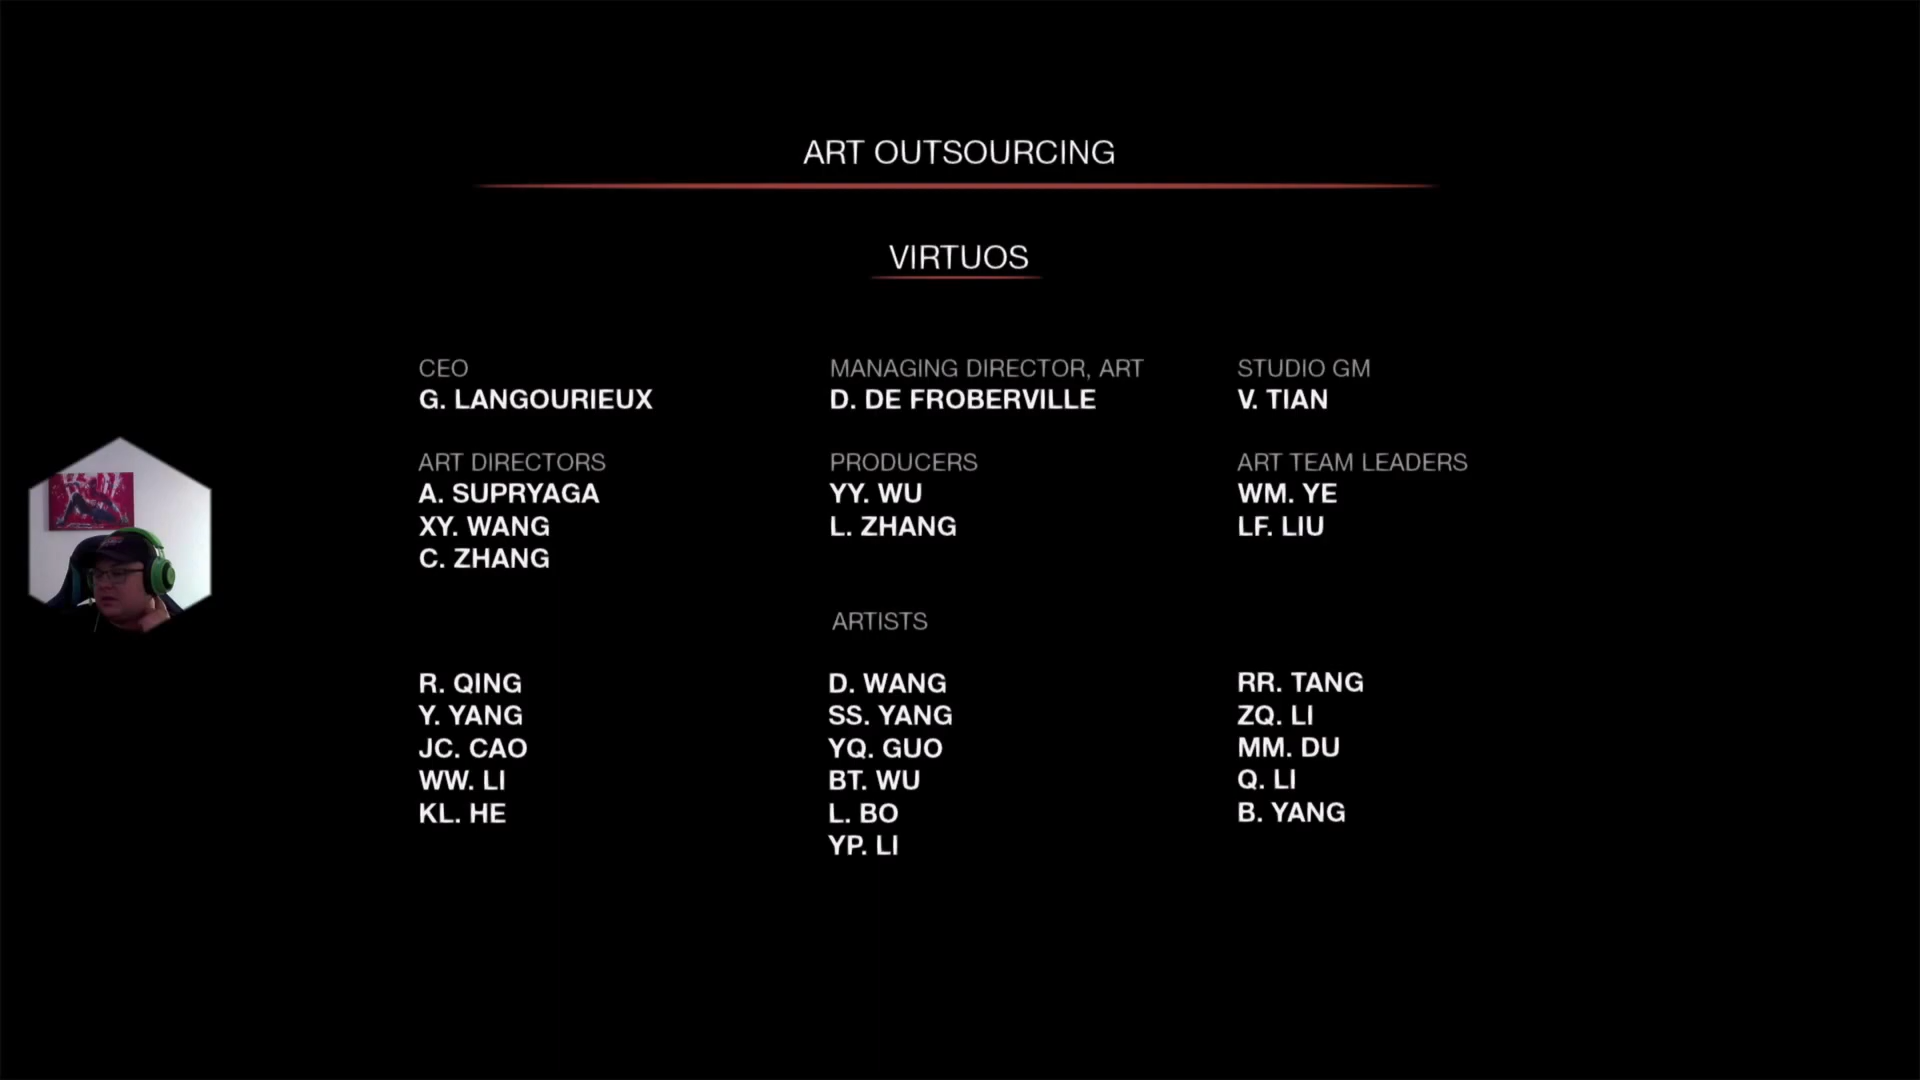 ART OUTSOURCING
VIRTUOS
CEO
G. LANGOURIEUX
MANAGING DIRECTOR, ART
D. DE FROBERVILLE
STUDIO GM
V. TIAN
ART DIRECTORS
A. SUPRYAGA
XY. WANG
C. ZHANG
PRODUCERS
YY. WU
L. ZHANG
ART TEAM LEADERS
WM. YE
LF. LIU
ARTISTS
R. QING
Y. YANG
JC. CAO
WW. LI
KL. HE
D. WANG
SS. YANG
YQ. GUO
BT. WU
L. BO
YP. LI
RR. TANG
ZQ. LI
MM. DU
Q. LI
B. YANG